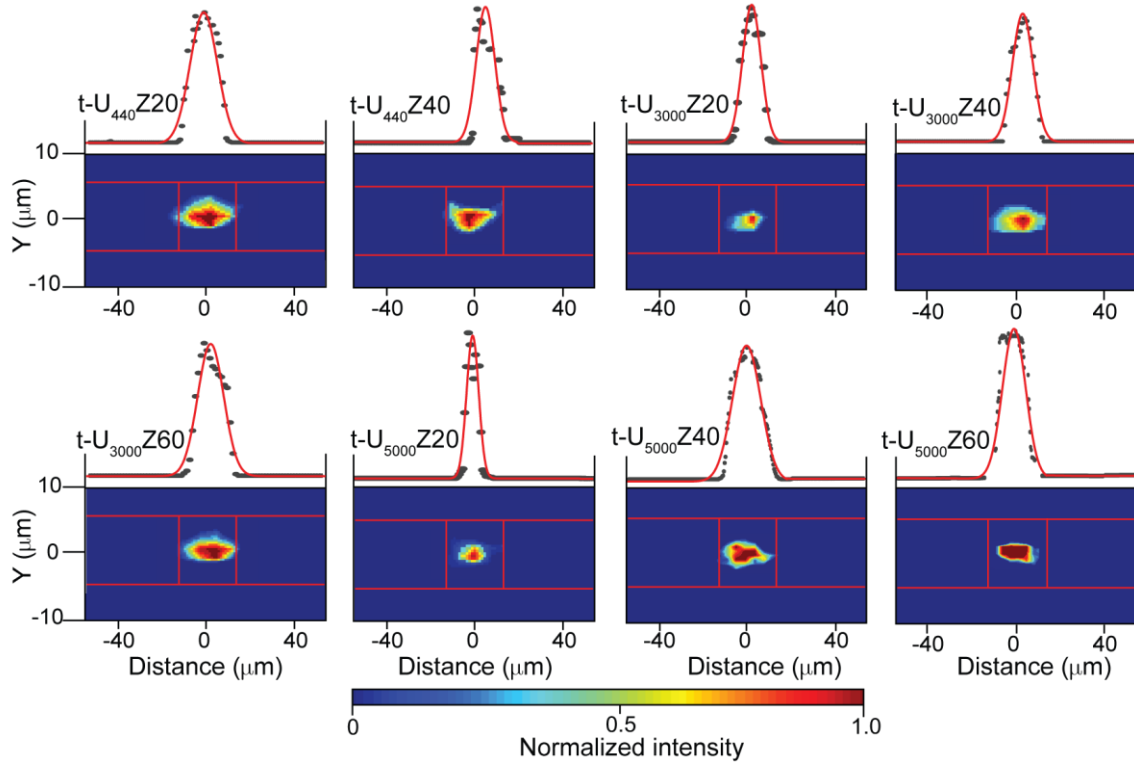 t-U440Z20 t-U440Z40 t-U3000Z20 t-U3000Z40
10
Y (μm)
0
-10
-40 0 40 -40 0 40 -40 0 40 -40 0 40
t-U3000Z60 t-U5000Z20 t-U5000Z40 t-U5000Z60
10
Y (μm)
0
-10
-40 0 40 -40 0 40 -40 0 40 -40 0 40
Distance (μm) Distance (μm) Distance (μm) Distance (μm)
0 0.5 1.0
Normalized intensity